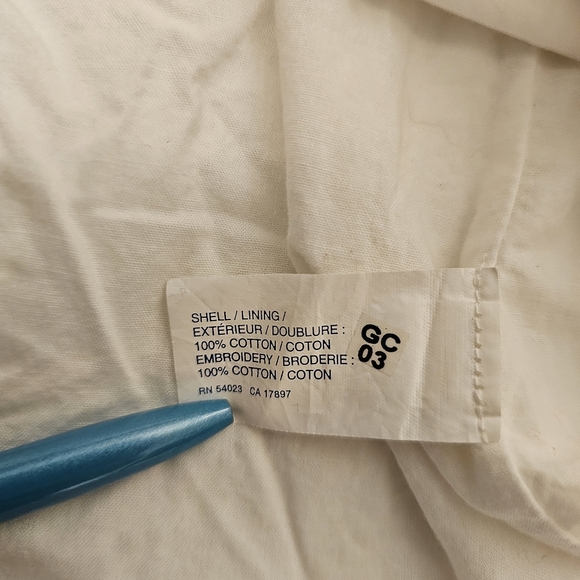 SHELL / LINING /
EXTÉRIEUR / DOUBLURE :
100% COTTON / COTON
EMBROIDERY / BRODERIE :
100% COTTON / COTON
RN 54023 CA 17897
GC
03